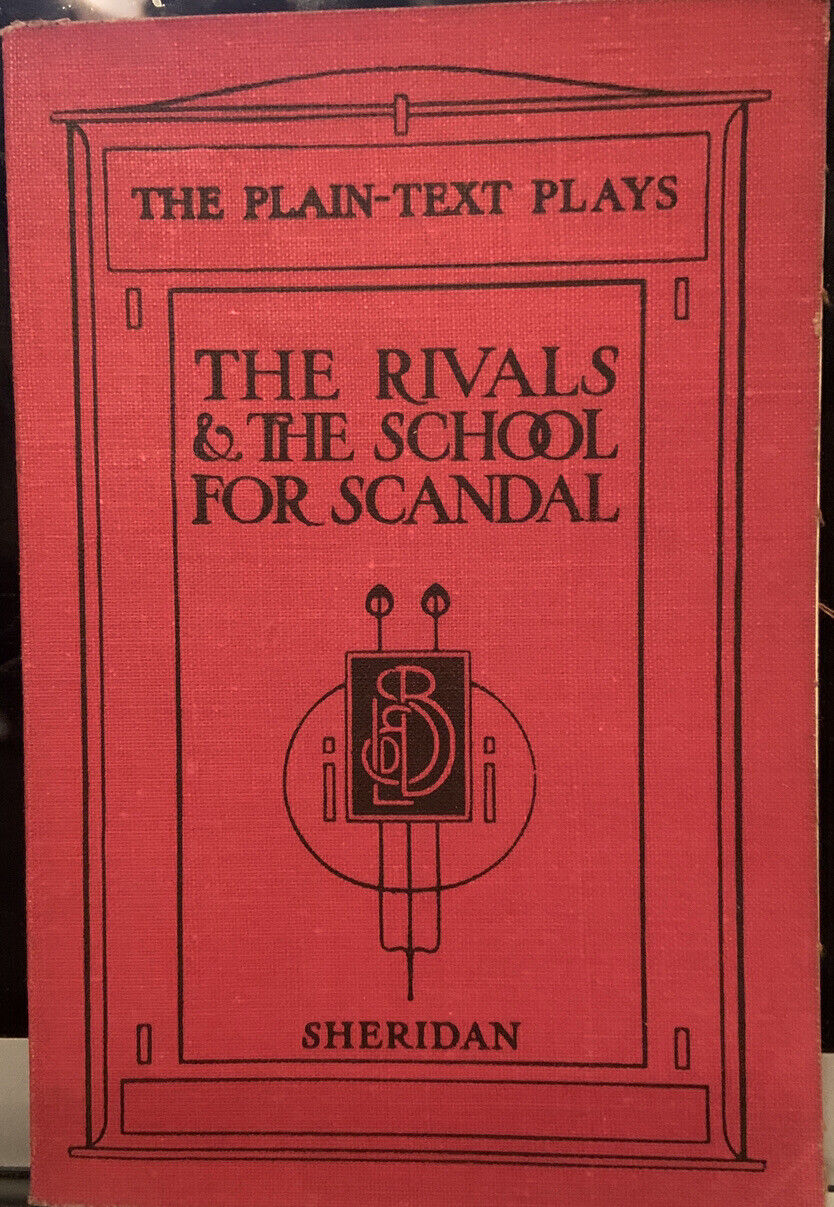 THE PLAIN-TEXT PLAYS
THE RIVALS
& THE SCHOOL
FOR SCANDAL
SHERIDAN